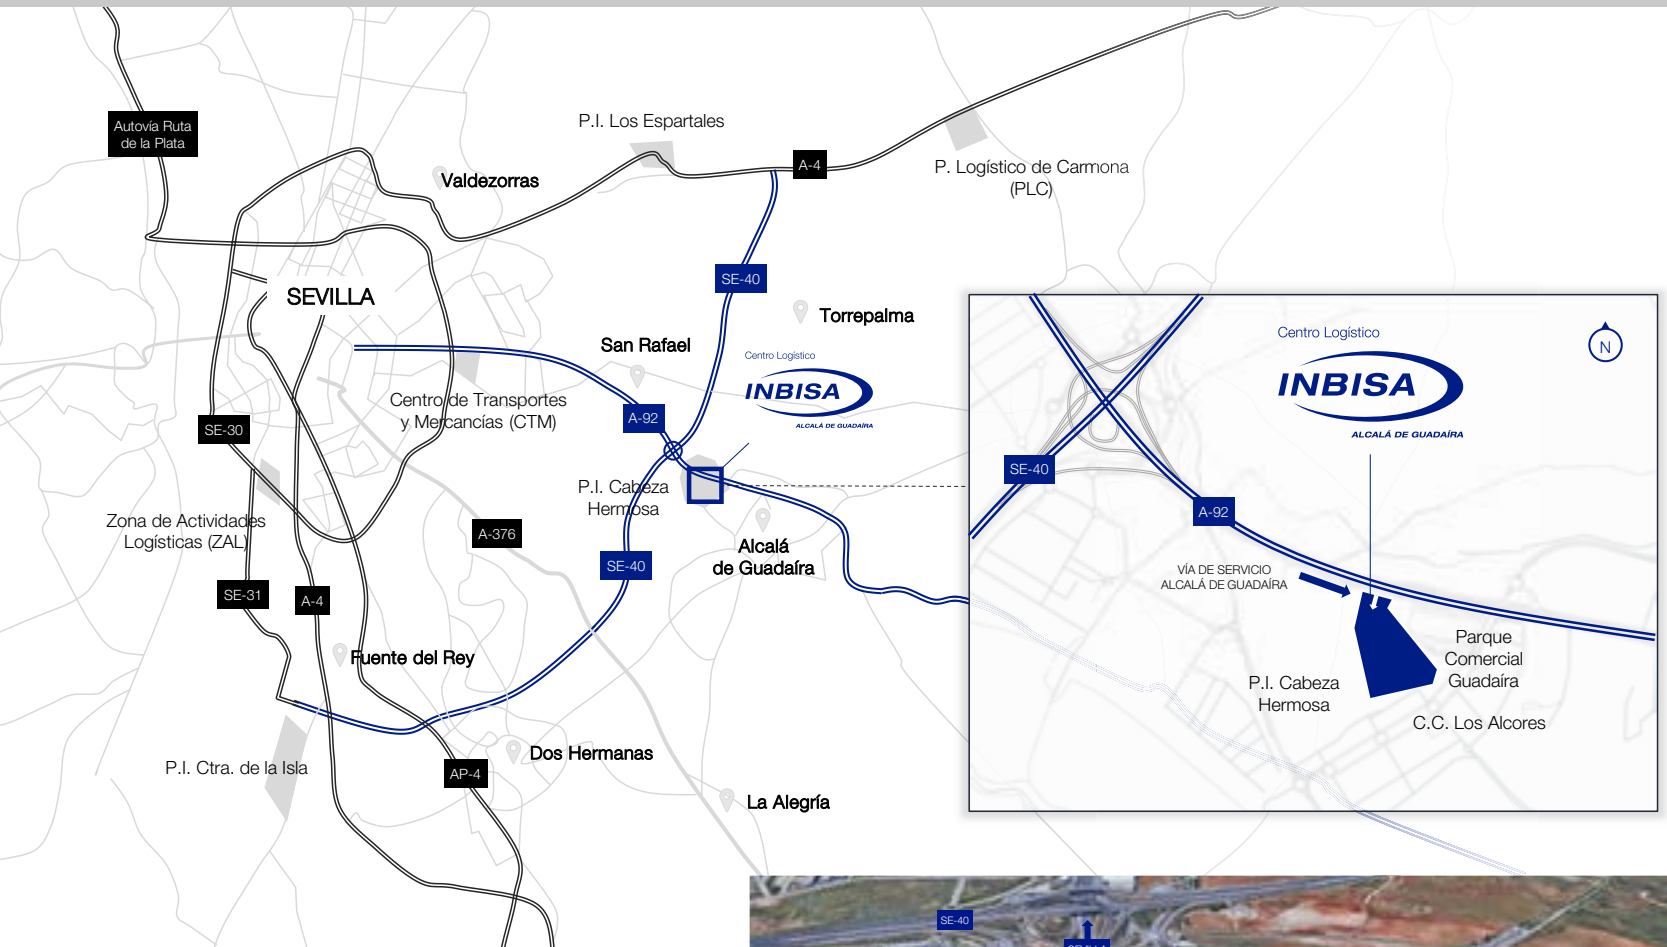 Autovía Ruta
de la Plata
P.I. Los Espartales
Valdezorras
A-4
P. Logístico de Carmona
(PLC)
SE-40
SEVILLA
Torrepalma
San Rafael
Centro Logístico
INBISA
ALCALÁ DE GUADAÍRA
Centro de Transportes
y Mercancías (CTM)
A-92
SE-30
P.I. Cabeza
Hermosa
Zona de Actividades
Logísticas (ZAL)
A-376
Alcalá
de Guadaíra
SE-40
SE-31
A-4
Fuente del Rey
Dos Hermanas
P.I. Ctra. de la Isla
AP-4
La Alegría
Centro Logístico
INBISA
ALCALÁ DE GUADAÍRA
N
SE-40
A-92
VÍA DE SERVICIO
ALCALÁ DE GUADAÍRA
Parque
Comercial
Guadaíra
P.I. Cabeza
Hermosa
C.C. Los Alcores
SE-40
SEVILLA